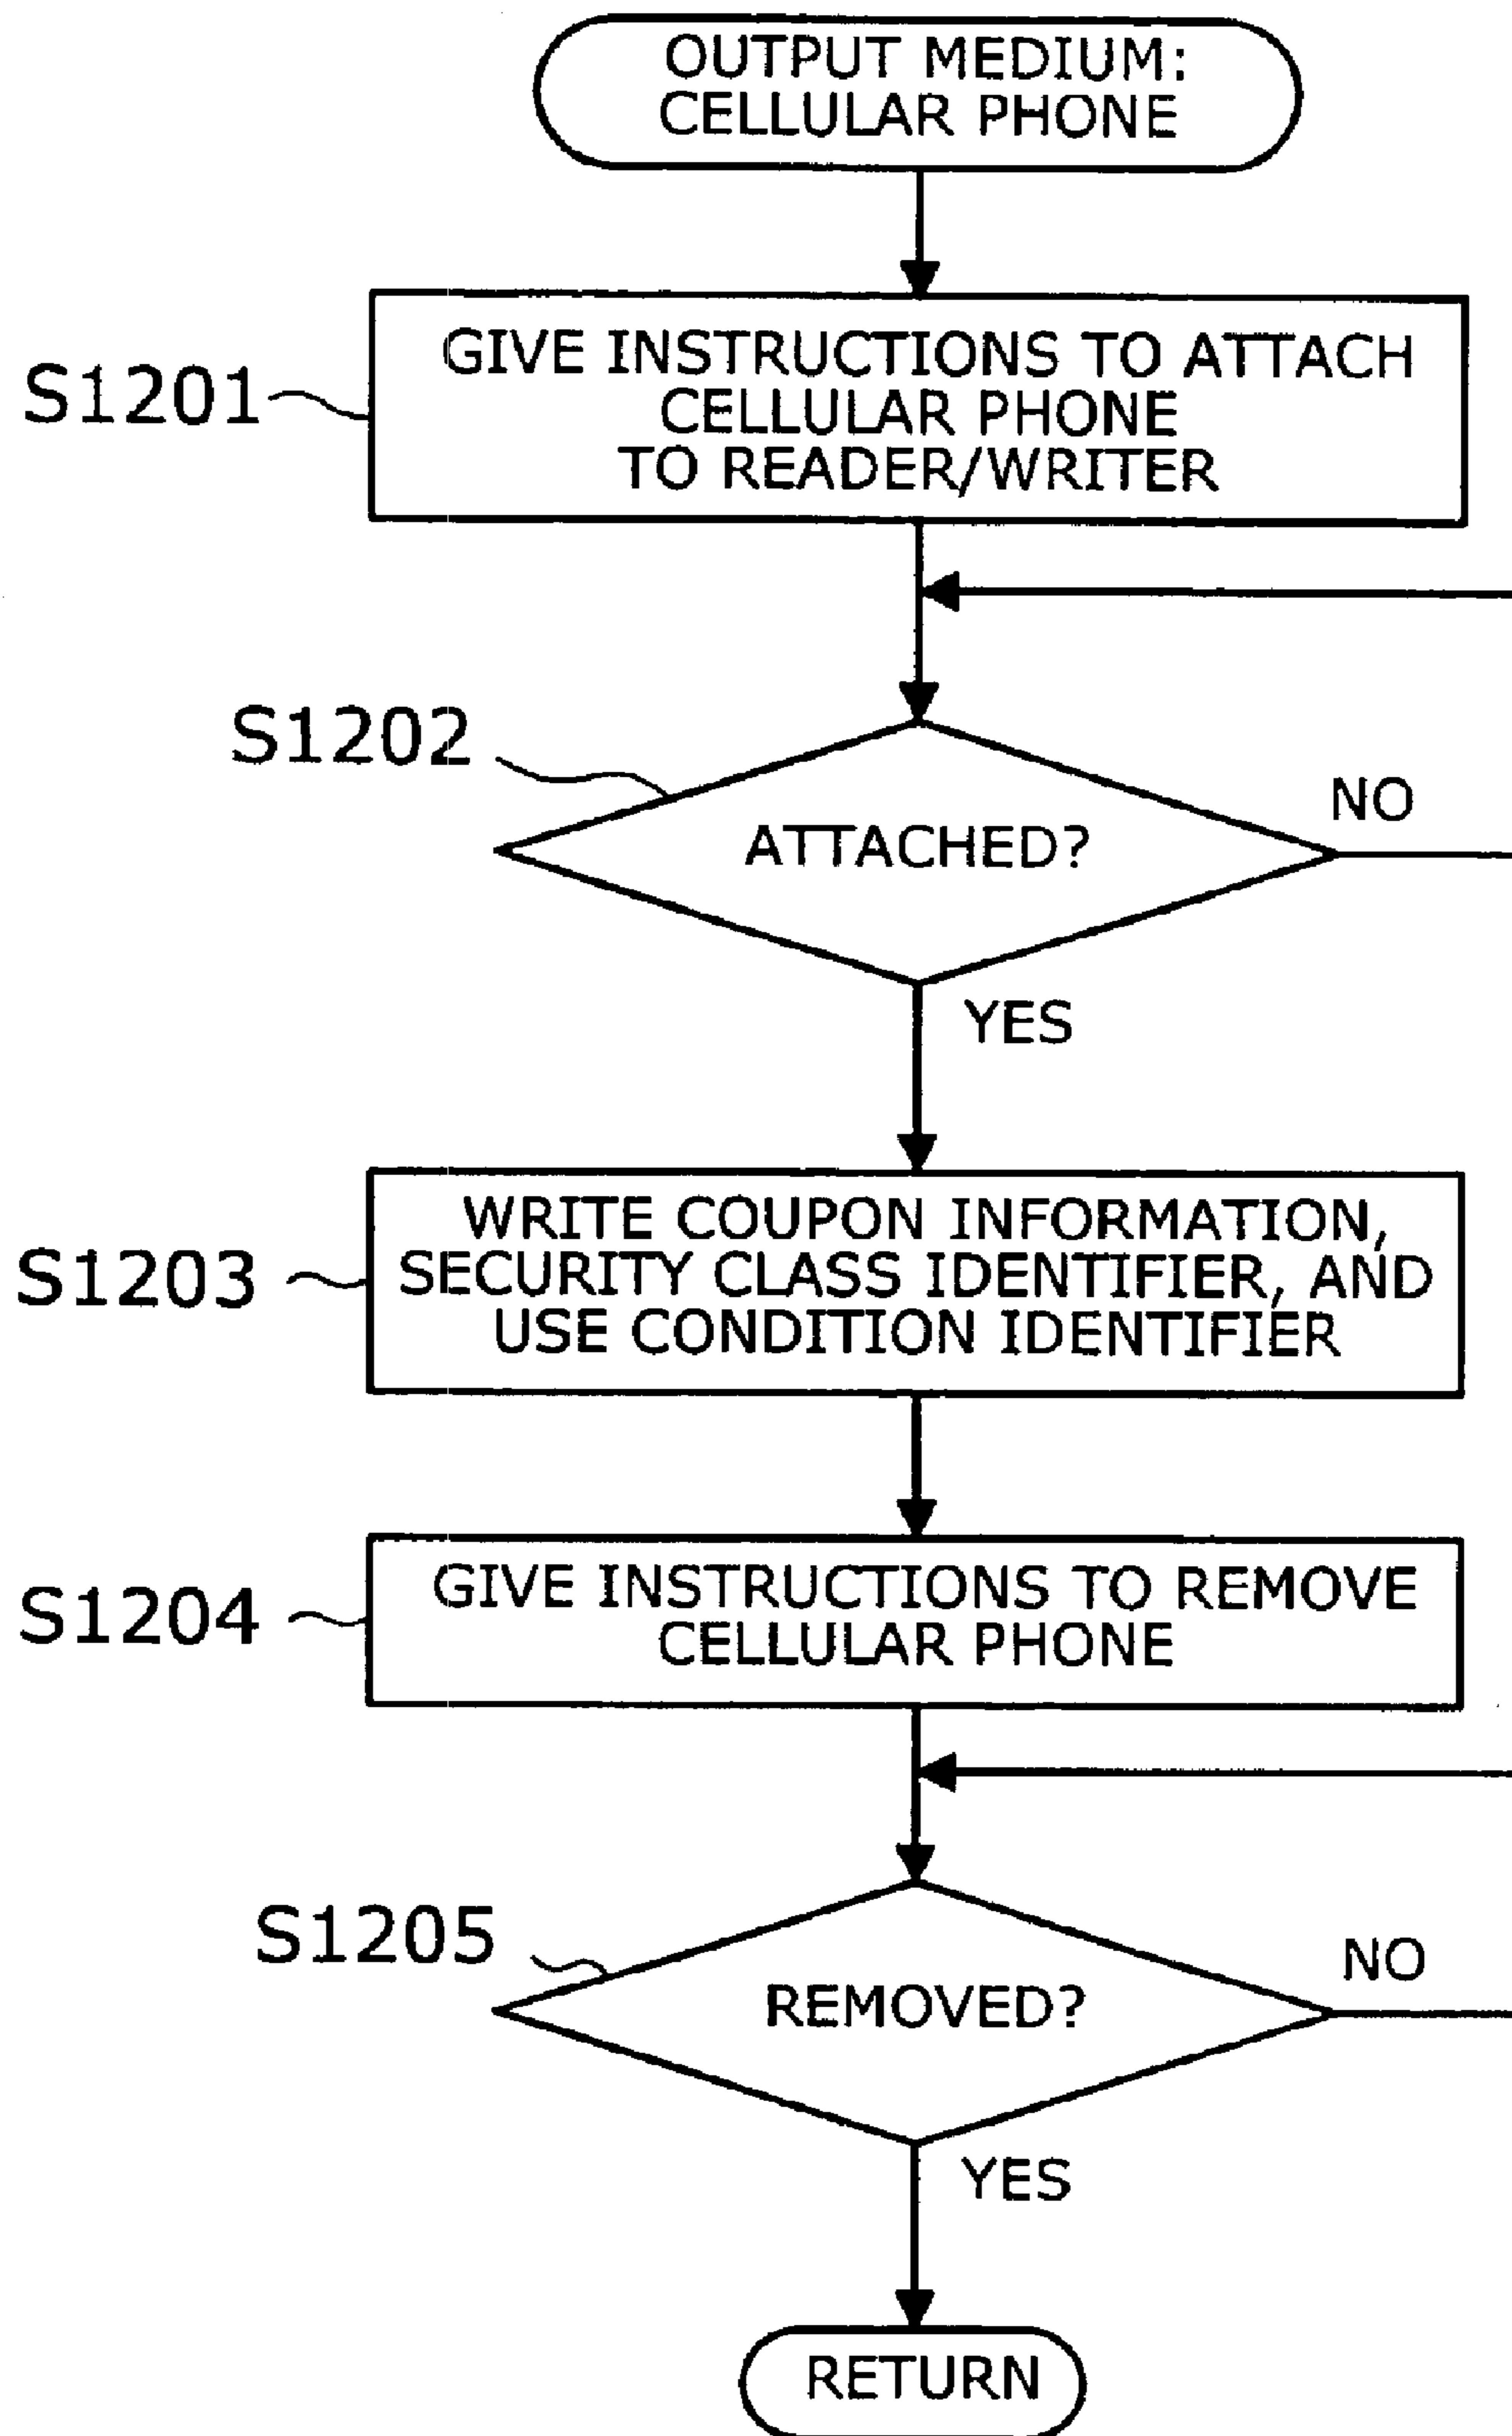 OUTPUT MEDIUM:
CELLULAR PHONE
S1201
GIVE INSTRUCTIONS TO ATTACH
CELLULAR PHONE
TO READER/WRITER
S1202
ATTACHED?
NO
YES
S1203
WRITE COUPON INFORMATION,
SECURITY CLASS IDENTIFIER, AND
USE CONDITION IDENTIFIER
S1204
GIVE INSTRUCTIONS TO REMOVE
CELLULAR PHONE
S1205
REMOVED?
NO
YES
RETURN